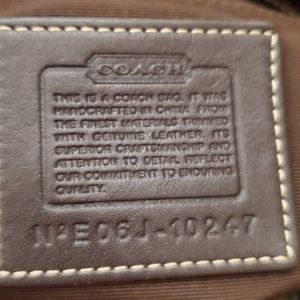 COACH
THIS IS A COACH BAG. IT WAS
HANDCRAFTED IN CHINA FROM
THE FINEST MATERIALS TRIMMED
WITH GENUINE LEATHER. ITS
SUPERIOR CRAFTSMANSHIP AND
ATTENTION TO DETAIL REFLECT
OUR COMMITMENT TO ENDURING
QUALITY.
Nº E06J-10247